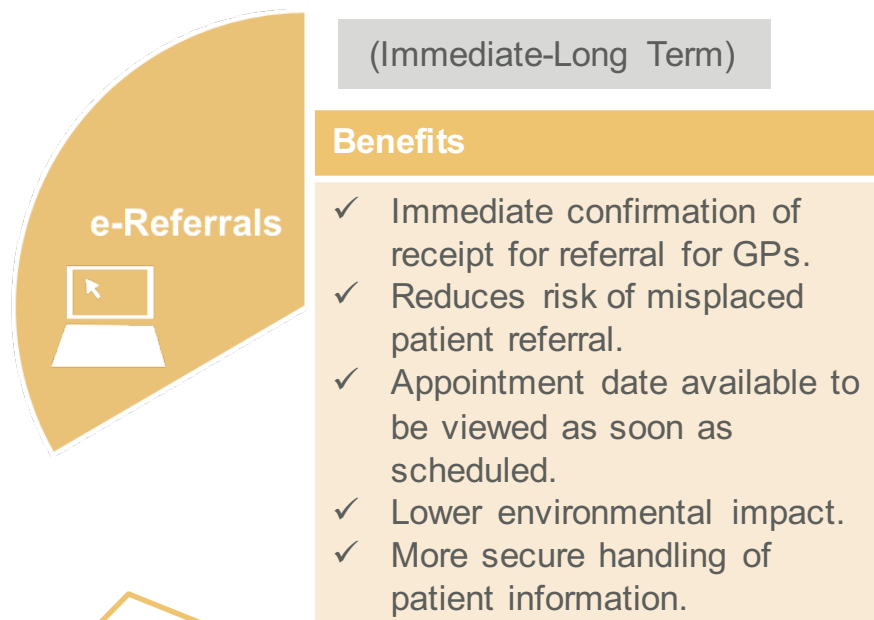 (Immediate-Long Term)
e-Referrals
Benefits
✓ Immediate confirmation of
receipt for referral for GPs.
✓ Reduces risk of misplaced
patient referral.
✓ Appointment date available to
be viewed as soon as
scheduled.
✓ Lower environmental impact.
✓ More secure handling of
patient information.